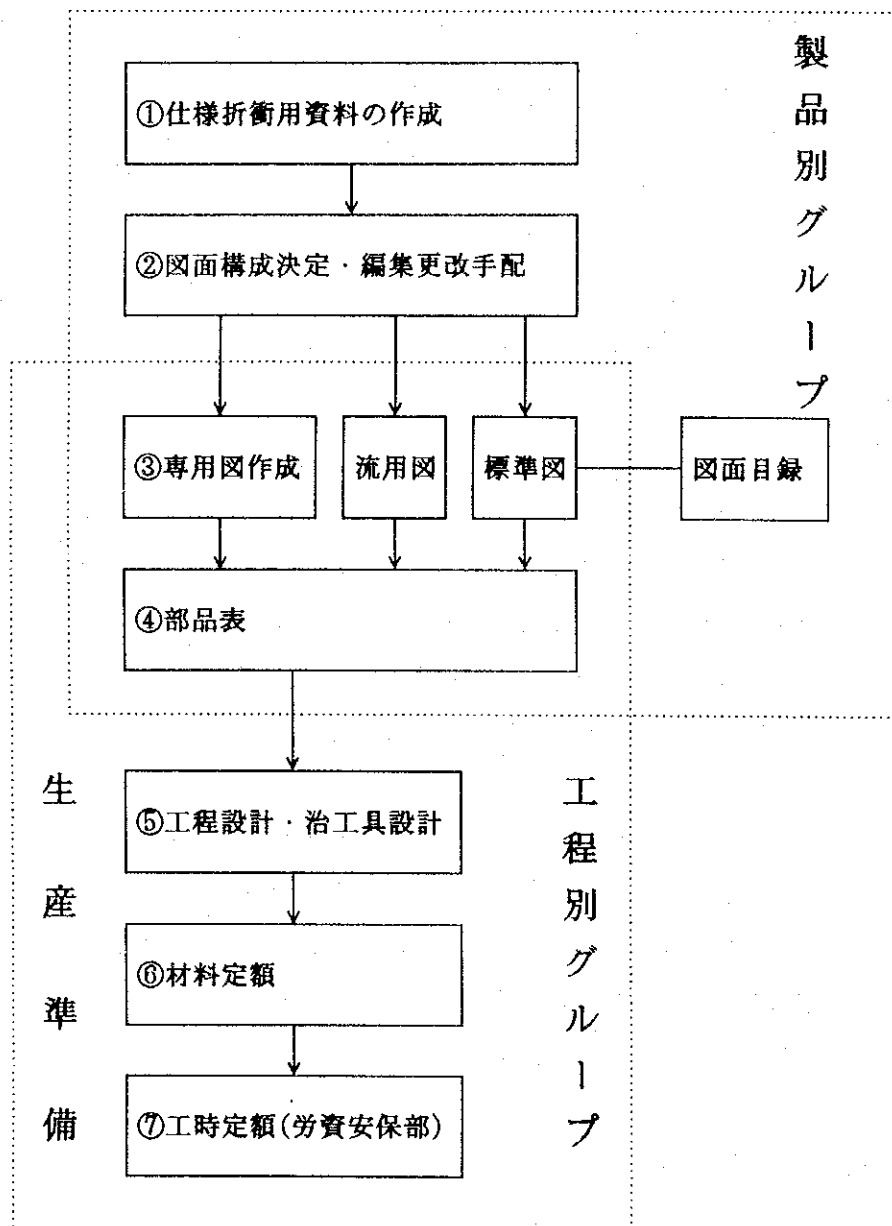 製品別グループ
①仕様折衝用資料の作成
②図面構成決定・編集更改手配
③専用図作成
流用図
標準図
図面目録
④部品表
生産準備
工程別グループ
⑤工程設計・治工具設計
⑥材料定額
⑦工時定額(労資安保部)